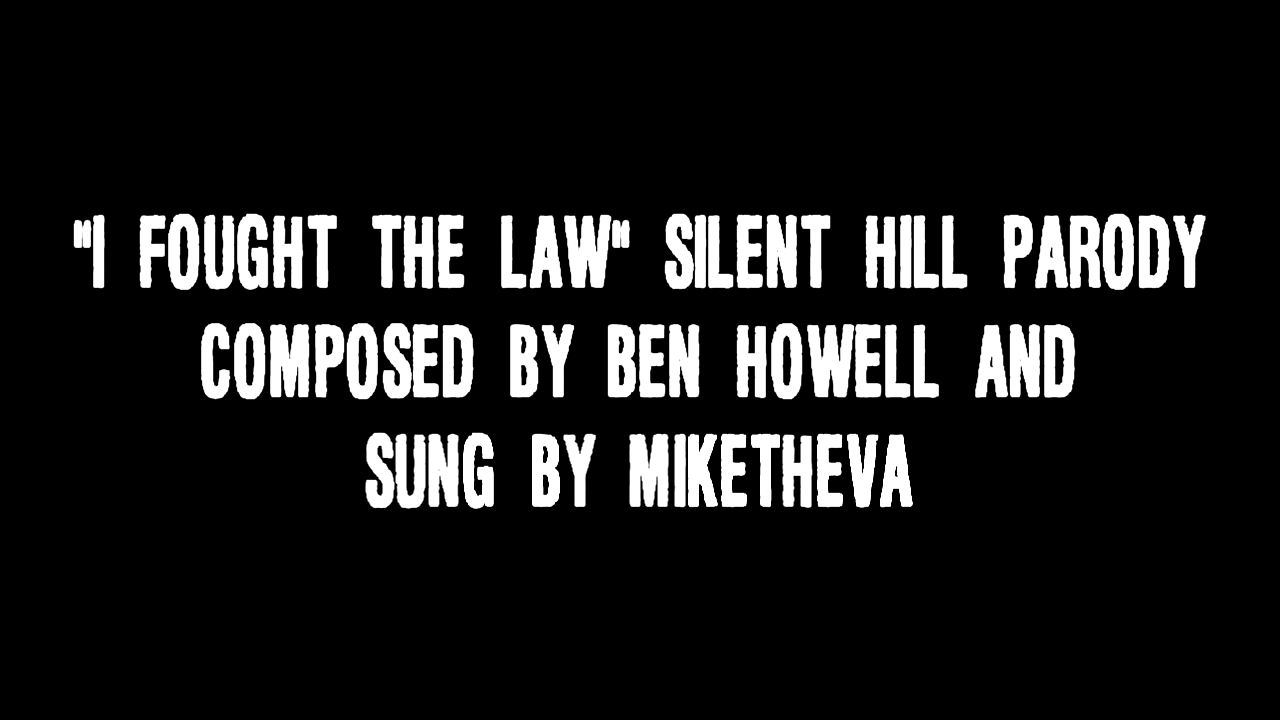 "I FOUGHT THE LAW" SILENT HILL PARODY
COMPOSED BY BEN HOWELL AND
SUNG BY MIKETHEVA